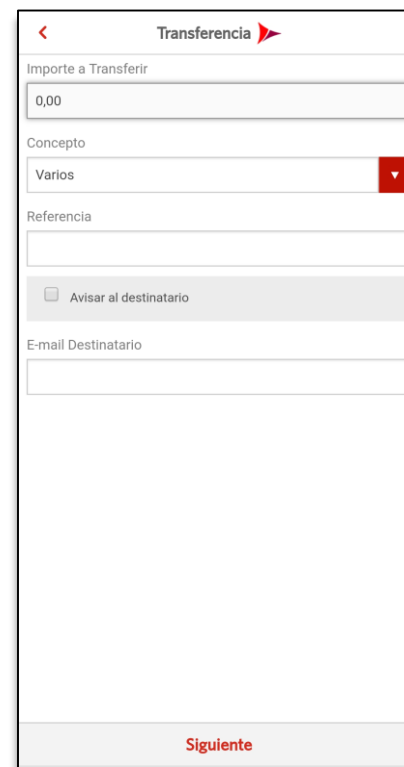 Transferencia
Importe a Transferir
0,00
Concepto
Varios
Referencia
Avisar al destinatario
E-mail Destinatario
Siguiente